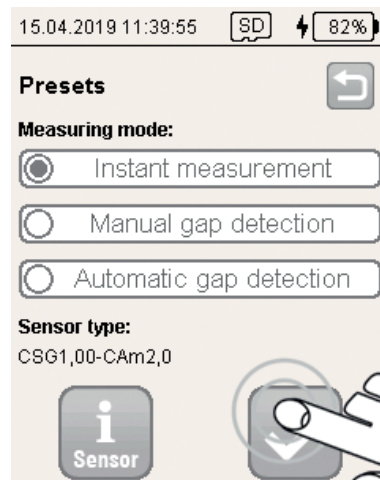 15.04.2019 11:39:55 SD 82%
Presets
Measuring mode:
Instant measurement
Manual gap detection
Automatic gap detection
Sensor type:
CSG1,00-CAm2,0
i
Sensor